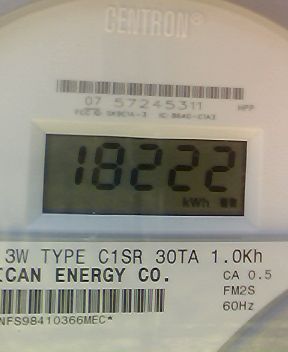 CENTRON®
07 57245311
HPP
18222
kWh
3W TYPE C1SR 30TA 1.0Kh
ICAN ENERGY CO.
CA 0.5
FM2S
60Hz
NFS98410366MEC*